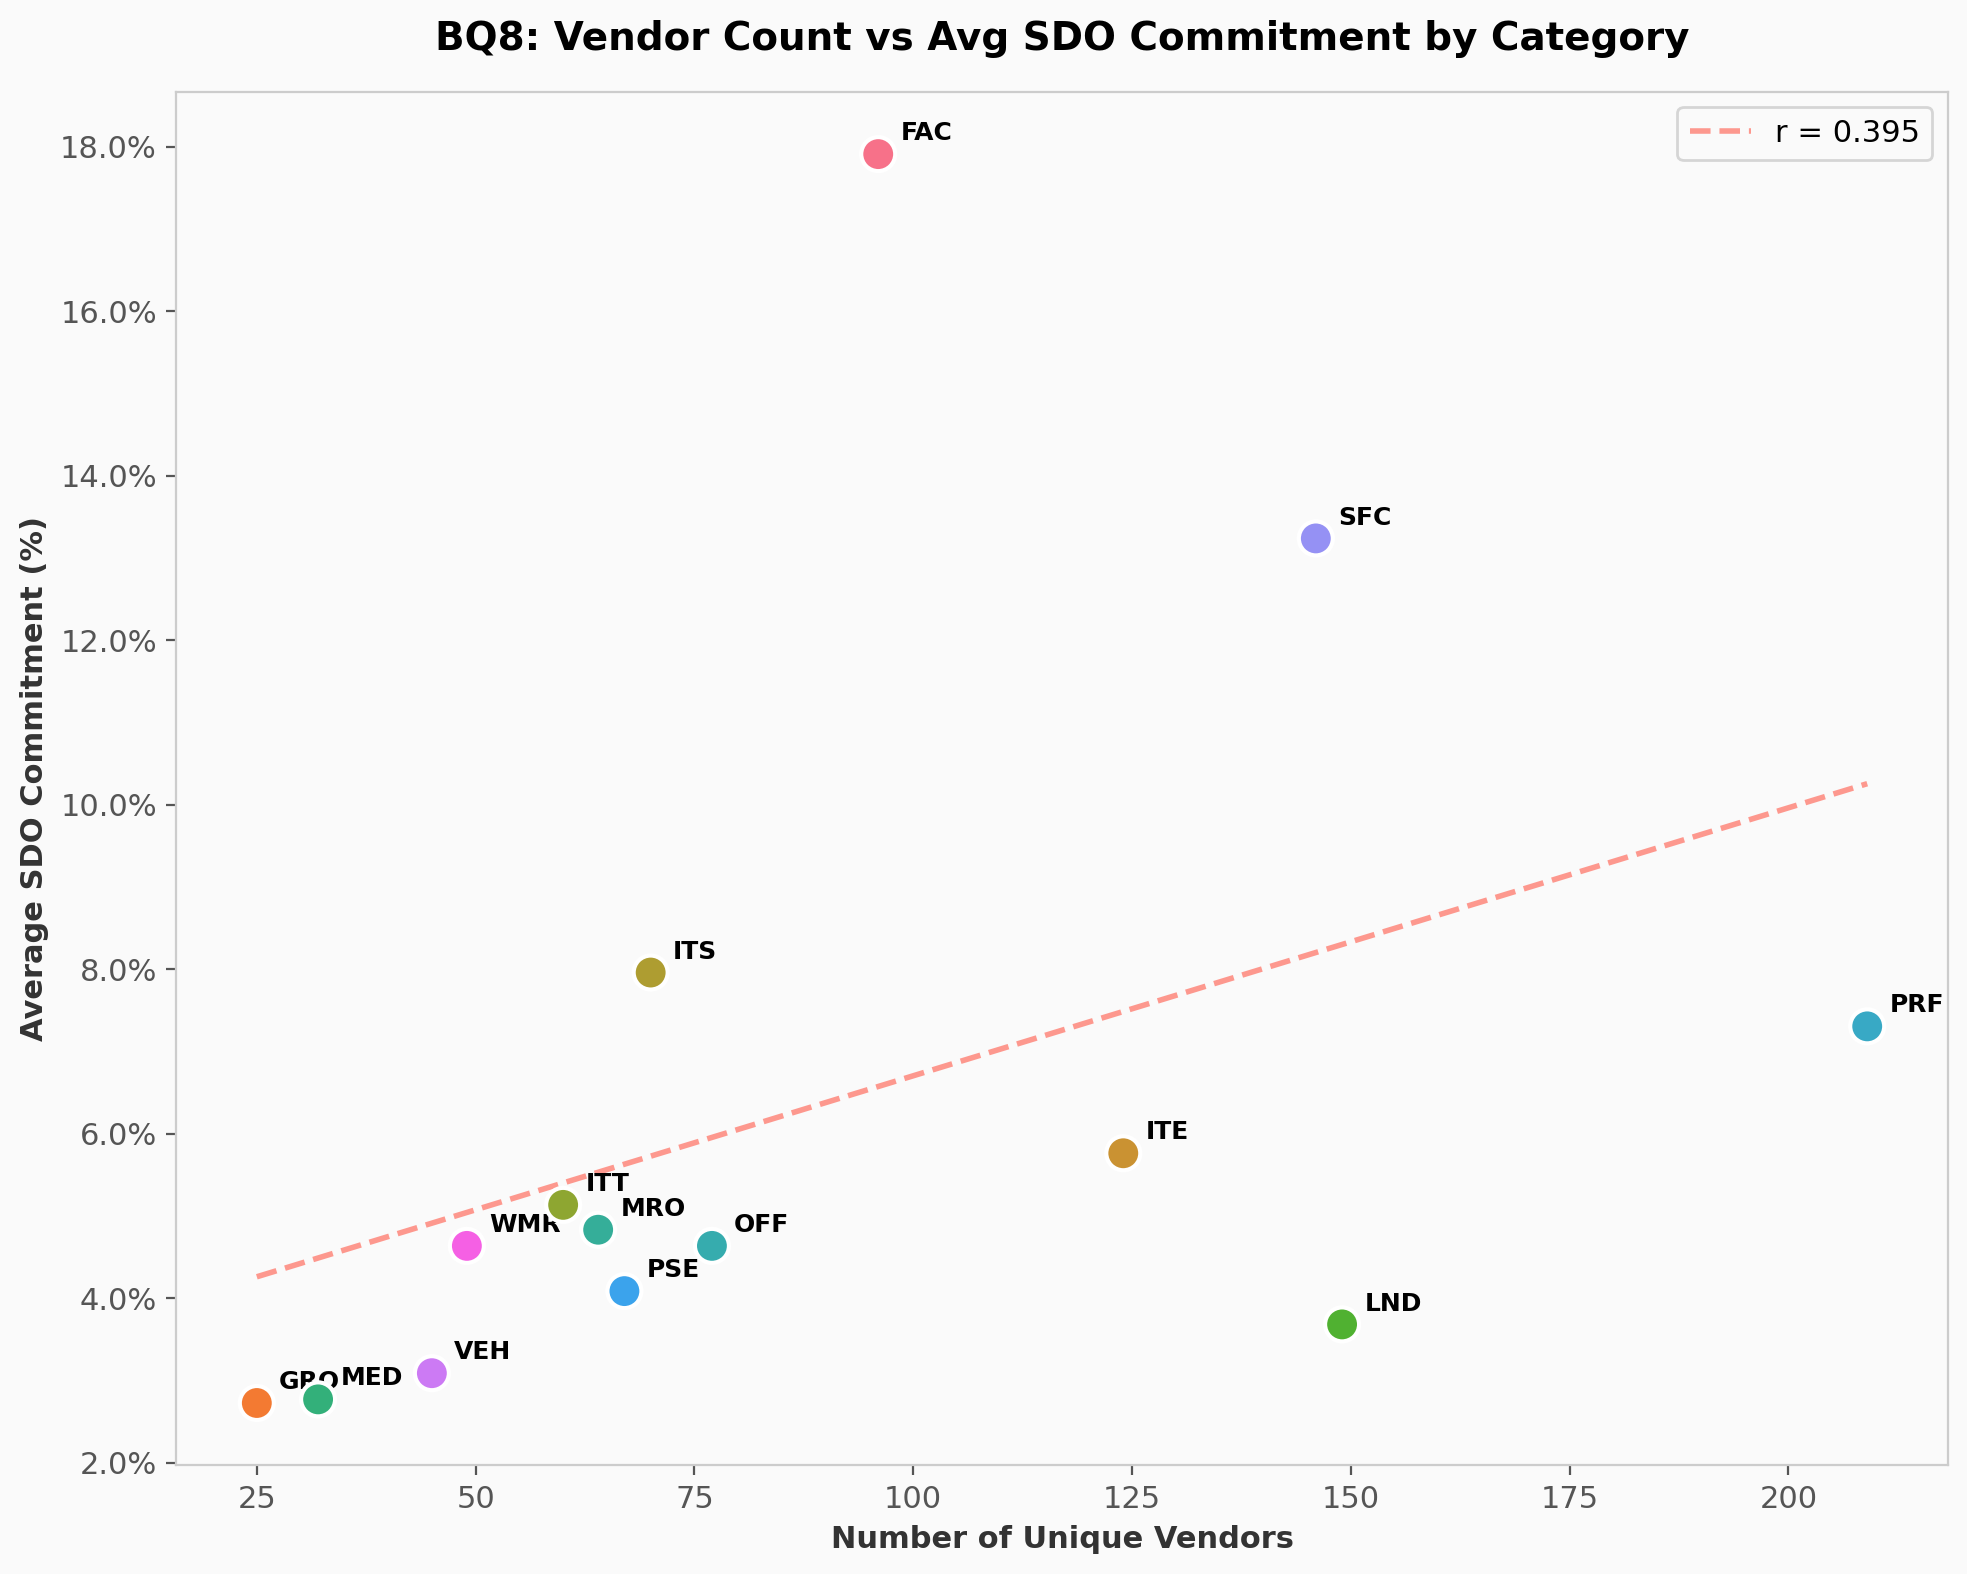 BQ8: Vendor Count vs Avg SDO Commitment by Category
r = 0.395
Average SDO Commitment (%)
18.0%
16.0%
14.0%
12.0%
10.0%
8.0%
6.0%
4.0%
2.0%
FAC
SFC
ITS
PRF
ITE
ITT
MRO
WMR
OFF
PSE
LND
VEH
GRO
MED
25
50
75
100
125
150
175
200
Number of Unique Vendors